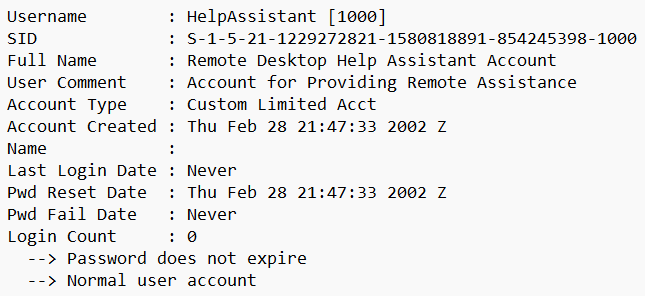 Username        : HelpAssistant [1000]
SID             : S-1-5-21-1229272821-1580818891-854245398-1000
Full Name       : Remote Desktop Help Assistant Account
User Comment    : Account for Providing Remote Assistance
Account Type    : Custom Limited Acct
Account Created : Thu Feb 28 21:47:33 2002 Z
Name            :
Last Login Date : Never
Pwd Reset Date  : Thu Feb 28 21:47:33 2002 Z
Pwd Fail Date   : Never
Login Count     : 0
  --> Password does not expire
  --> Normal user account